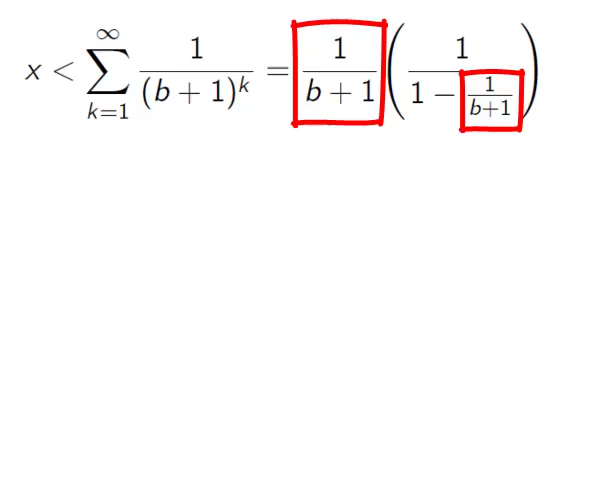 x < \sum_{k=1}^{\infty} \frac{1}{(b+1)^k} = \frac{1}{b+1} \left( \frac{1}{1 - \frac{1}{b+1}} \right)